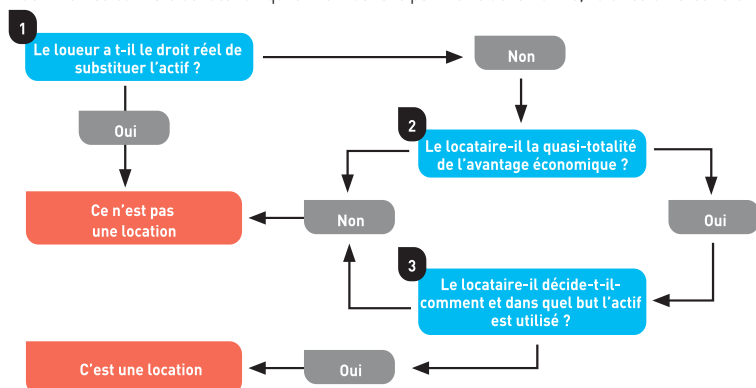 1
Le loueur a t-il le droit réel de
substituer l'actif ?
Non
Oui
2
Le locataire-il la quasi-totalité
de l'avantage économique ?
Ce n'est pas
une location
Non
Oui
3
Le locataire-il décide-t-il-
comment et dans quel but l'actif
est utilisé ?
C'est une location
Oui